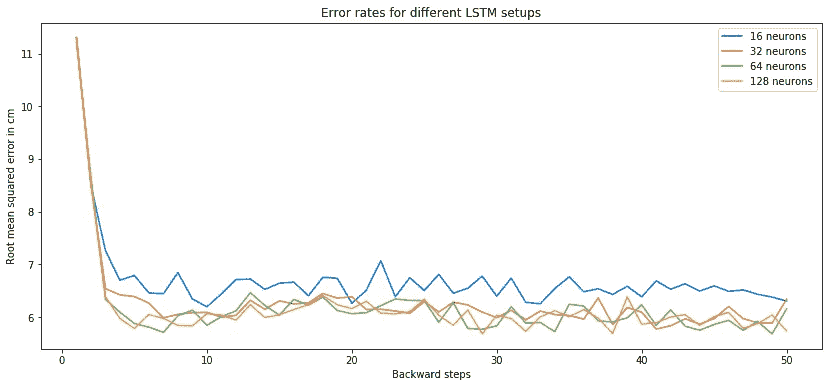 Error rates for different LSTM setups
16 neurons
32 neurons
64 neurons
128 neurons
Root mean squared error in cm
11
10
9
8
7
6
0
10
20
30
40
50
Backward steps